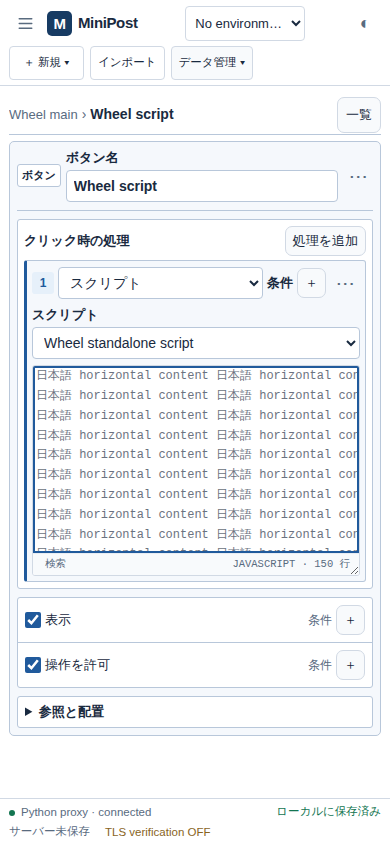 M MiniPost
No environm…
＋ 新規 ▾
インポート
データ管理 ▾
Wheel main › Wheel script
一覧
ボタン
ボタン名
Wheel script
...
クリック時の処理
処理を追加
1
スクリプト
条件
+
...
スクリプト
Wheel standalone script
日本語 horizontal content 日本語 horizontal con
日本語 horizontal content 日本語 horizontal con
日本語 horizontal content 日本語 horizontal con
日本語 horizontal content 日本語 horizontal con
日本語 horizontal content 日本語 horizontal con
日本語 horizontal content 日本語 horizontal con
日本語 horizontal content 日本語 horizontal con
日本語 horizontal content 日本語 horizontal con
日本語 horizontal content 日本語 horizontal con
日本語 horizontal content 日本語 horizontal con
検索
JAVASCRIPT · 150 行
表示
条件
+
操作を許可
条件
+
▶ 参照と配置
Python proxy · connected
ローカルに保存済み
サーバー未保存
TLS verification OFF